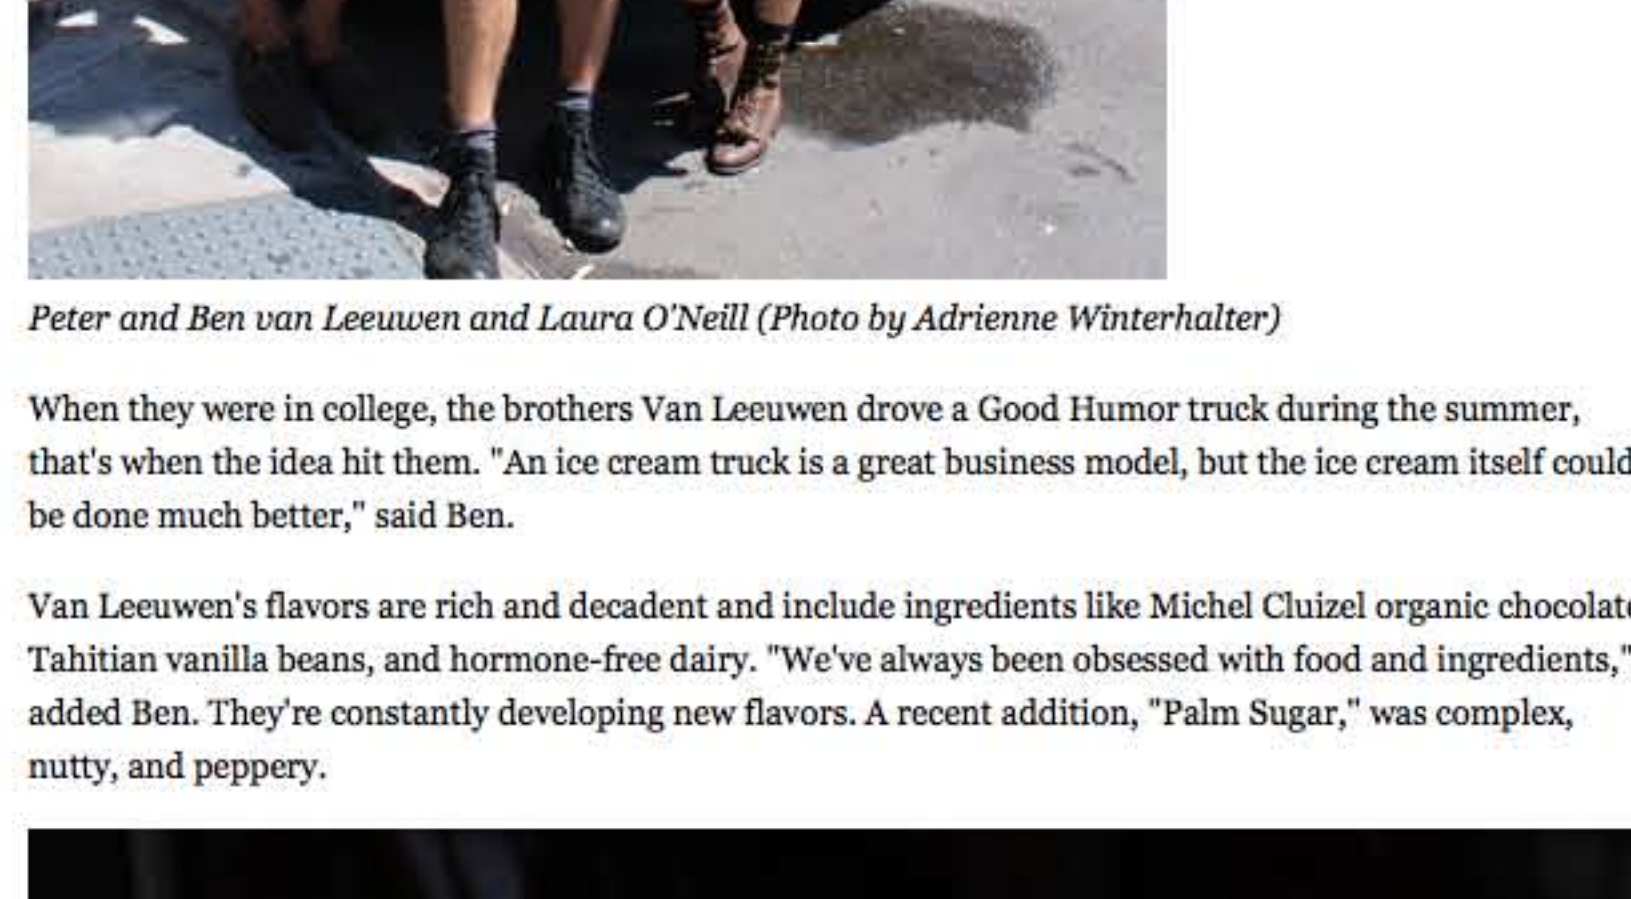 Peter and Ben van Leeuwen and Laura O'Neill (Photo by Adrienne Winterhalter)
When they were in college, the brothers Van Leeuwen drove a Good Humor truck during the summer,
that's when the idea hit them. "An ice cream truck is a great business model, but the ice cream itself could
be done much better," said Ben.
Van Leeuwen's flavors are rich and decadent and include ingredients like Michel Cluizel organic chocolate
Tahitian vanilla beans, and hormone-free dairy. "We've always been obsessed with food and ingredients,"
added Ben. They're constantly developing new flavors. A recent addition, "Palm Sugar," was complex,
nutty, and peppery.